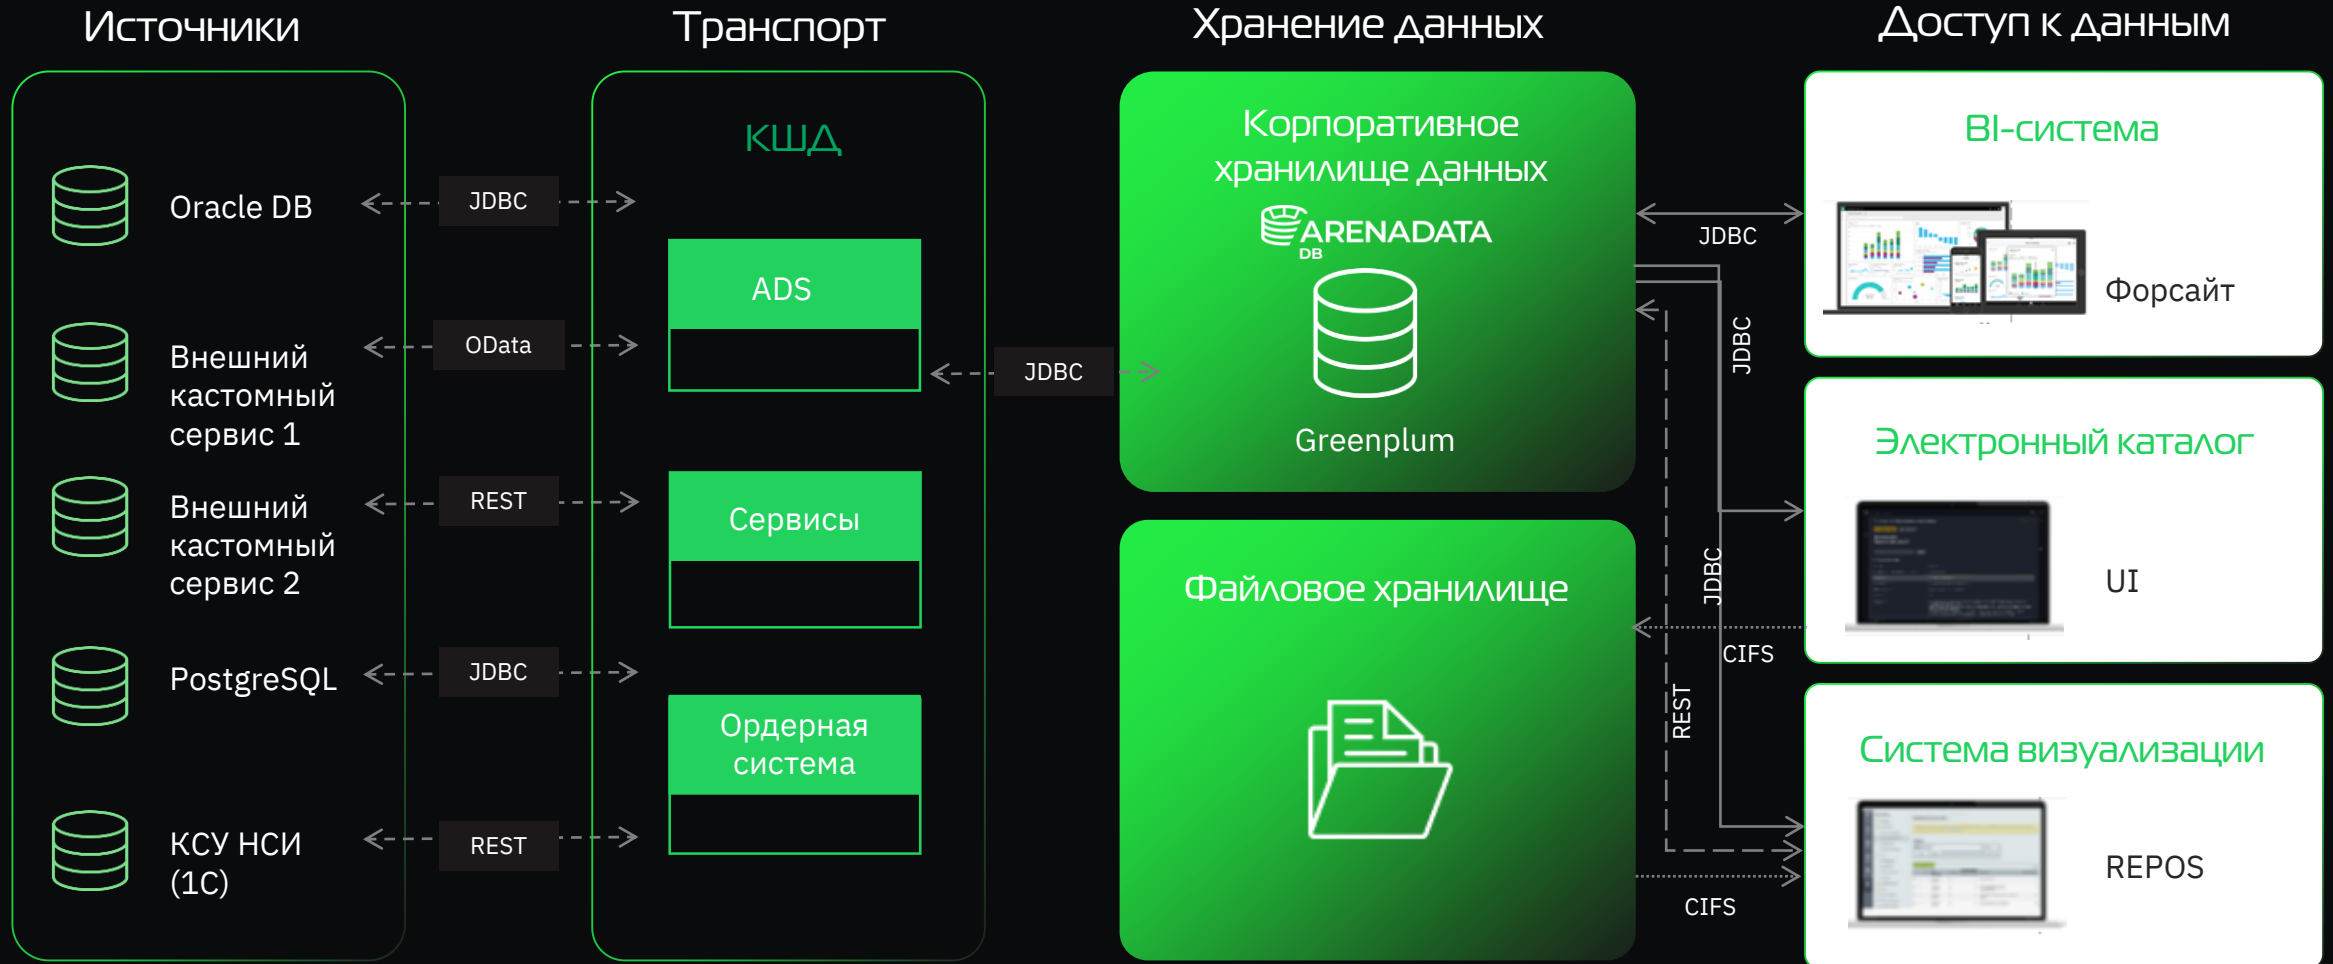 Источники
Транспорт
Хранение данных
Доступ к данным
Oracle DB
Внешний
кастомный
сервис 1
Внешний
кастомный
сервис 2
PostgreSQL
КСУ НСИ
(1С)
JDBC
OData
REST
JDBC
REST
КШД
ADS
Сервисы
Ордерная
система
JDBC
Корпоративное
хранилище данных
ARENADATA
DB
Greenplum
Файловое хранилище
JDBC
JDBC
JDBC
CIFS
REST
CIFS
BI-система
Форсайт
Электронный каталог
UI
Система визуализации
REPOS